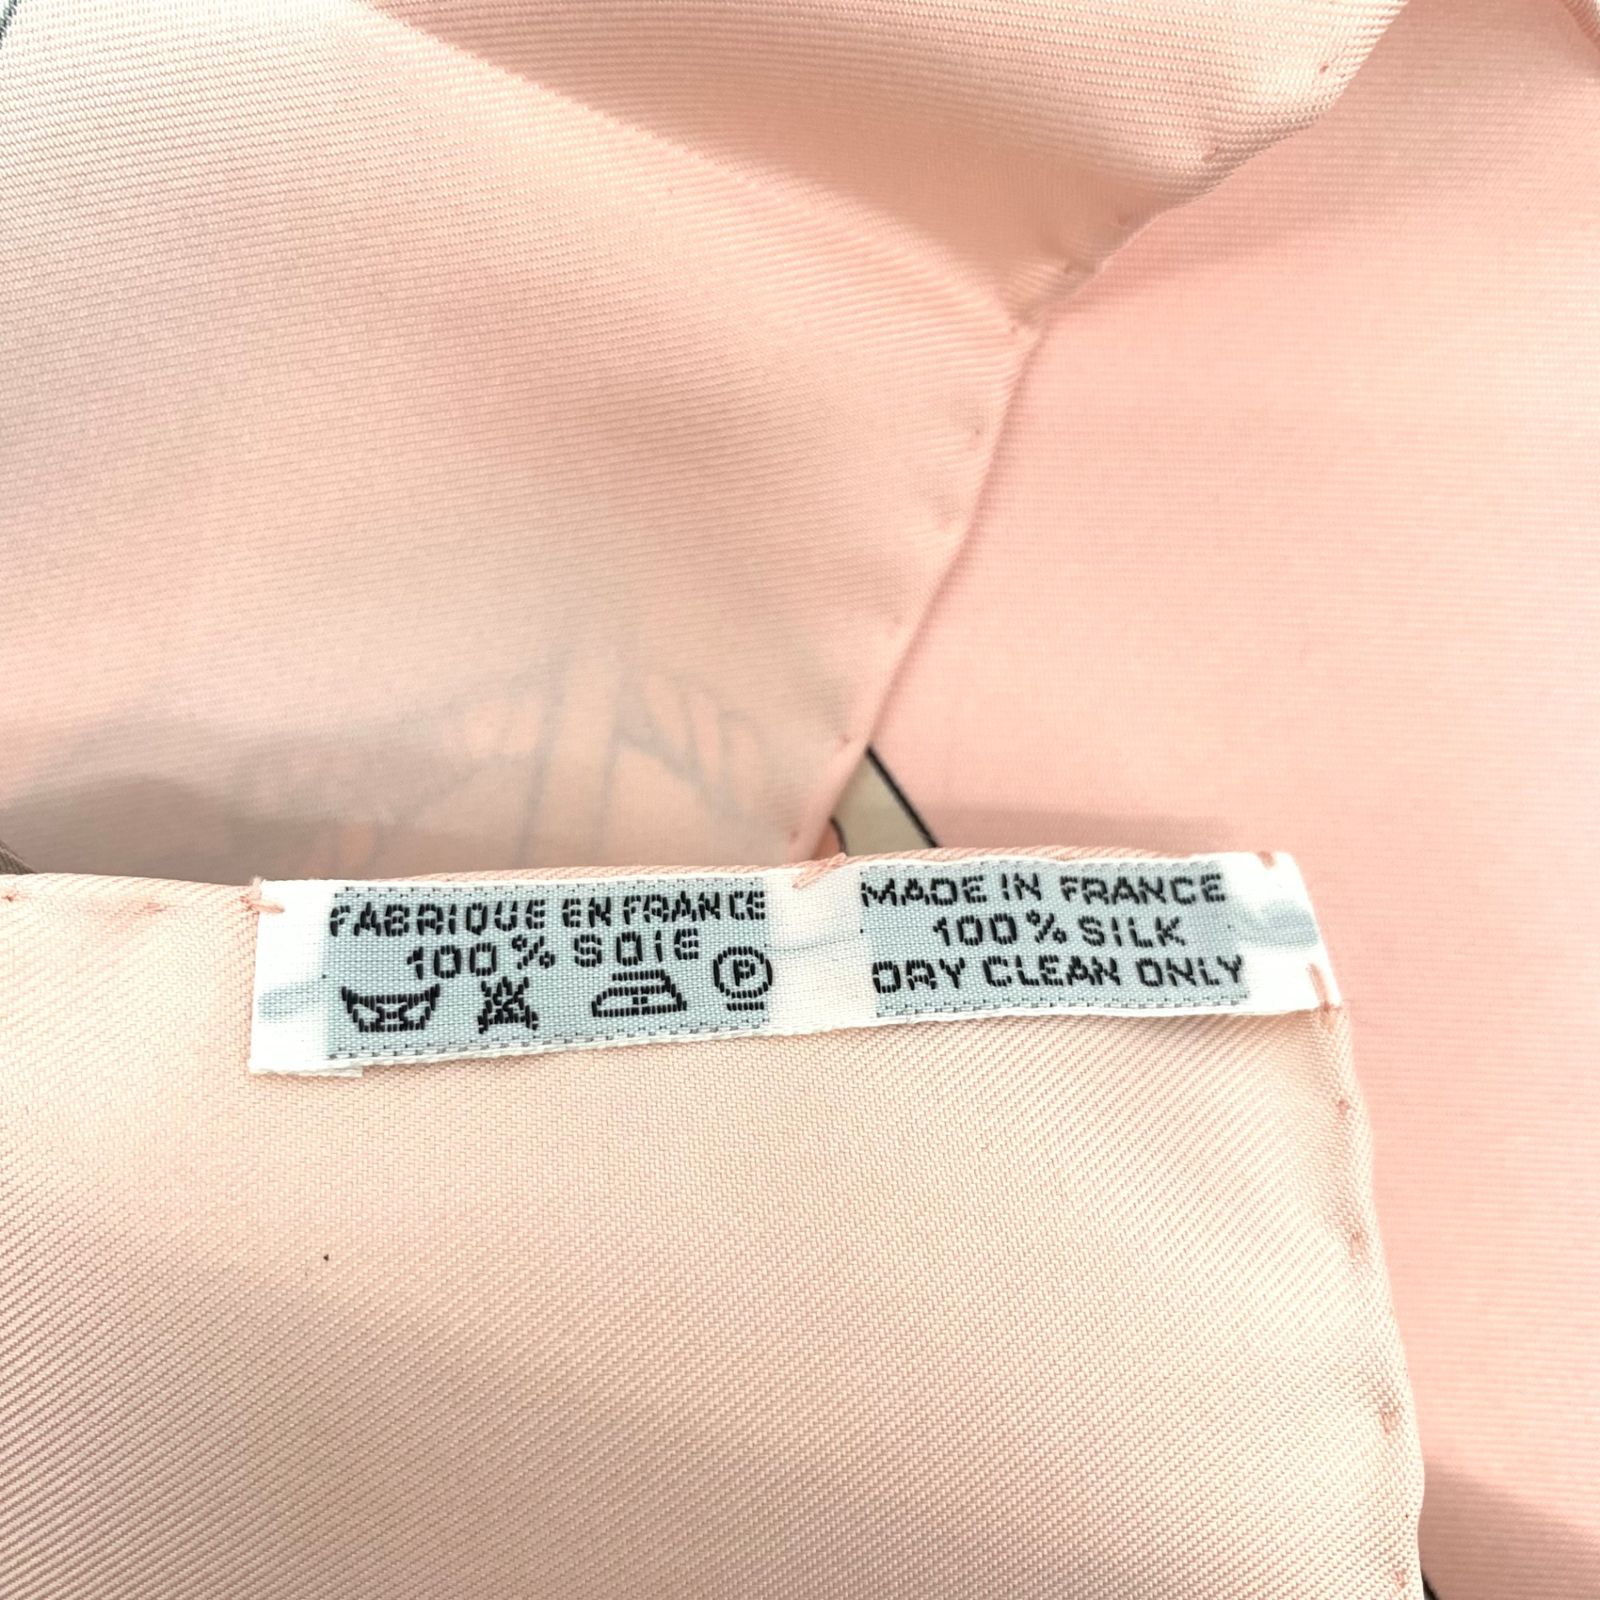 FABRIQUE EN FRANCE
100% SOIE
P
MADE IN FRANCE
100% SILK
DRY CLEAN ONLY